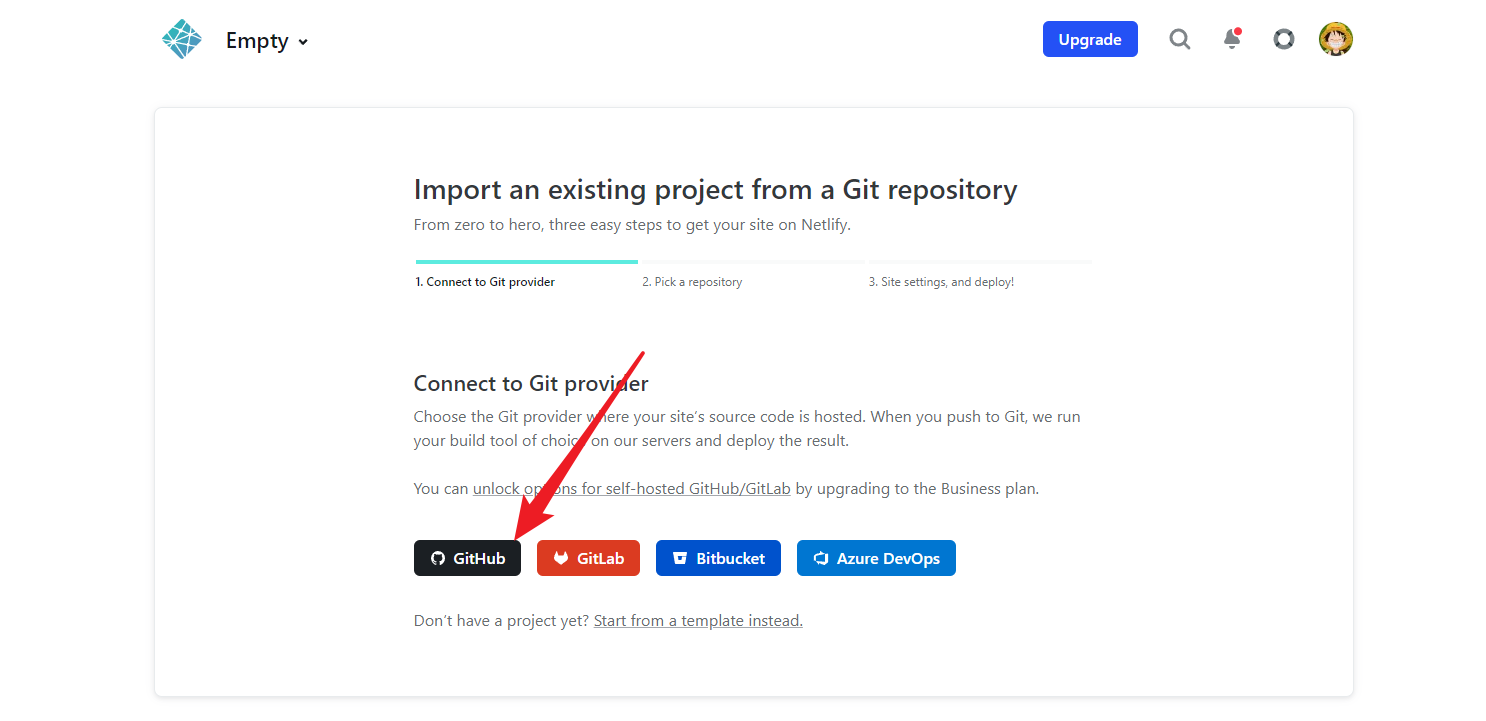 Empty
Upgrade
Import an existing project from a Git repository
From zero to hero, three easy steps to get your site on Netlify.
1. Connect to Git provider
2. Pick a repository
3. Site settings, and deploy!
Connect to Git provider
Choose the Git provider where your site's source code is hosted. When you push to Git, we run
your build tool of choice on our servers and deploy the result.
You can unlock options for self-hosted GitHub/GitLab by upgrading to the Business plan.
GitHub
GitLab
Bitbucket
Azure DevOps
Don't have a project yet? Start from a template instead.